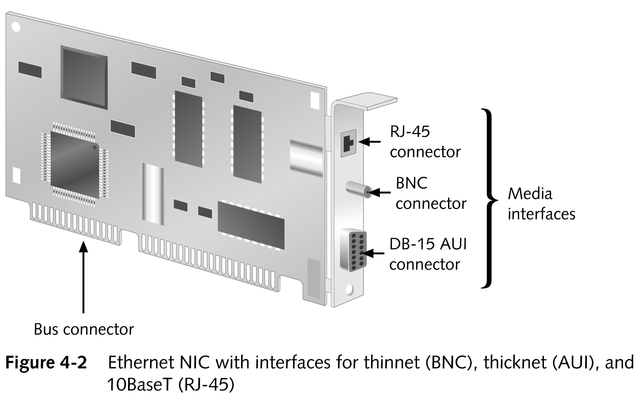 RJ-45
connector
BNC
connector
Media
interfaces
DB-15 AUI
connector
Bus connector
Figure 4-2 Ethernet NIC with interfaces for thinnet (BNC), thicknet (AUI), and
10BaseT (RJ-45)